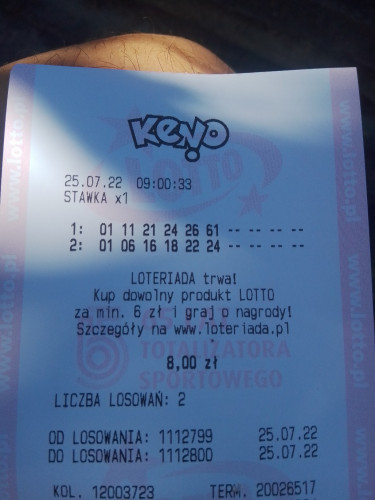 KENO
25.07.22 09:00:33
STAWKA x1
1: 01 11 21 24 26 61 -- -- -- --
2: 01 06 16 18 22 24 -- -- -- --
LOTERIADA trwa!
Kup dowolny produkt LOTTO
za min. 6 zł i graj o nagrody!
Szczegóły na www.loteriada.pl
8,00 zł
LICZBA LOSOWAŃ: 2
OD LOSOWANIA: 1112799 25.07.22
DO LOSOWANIA: 1112800 25.07.22
KOL. 12003723 TERM. 20026517
LOTTO
TOTALIZATORA
SPORTOWEGO
www.lotto.pl
www.lotto.pl